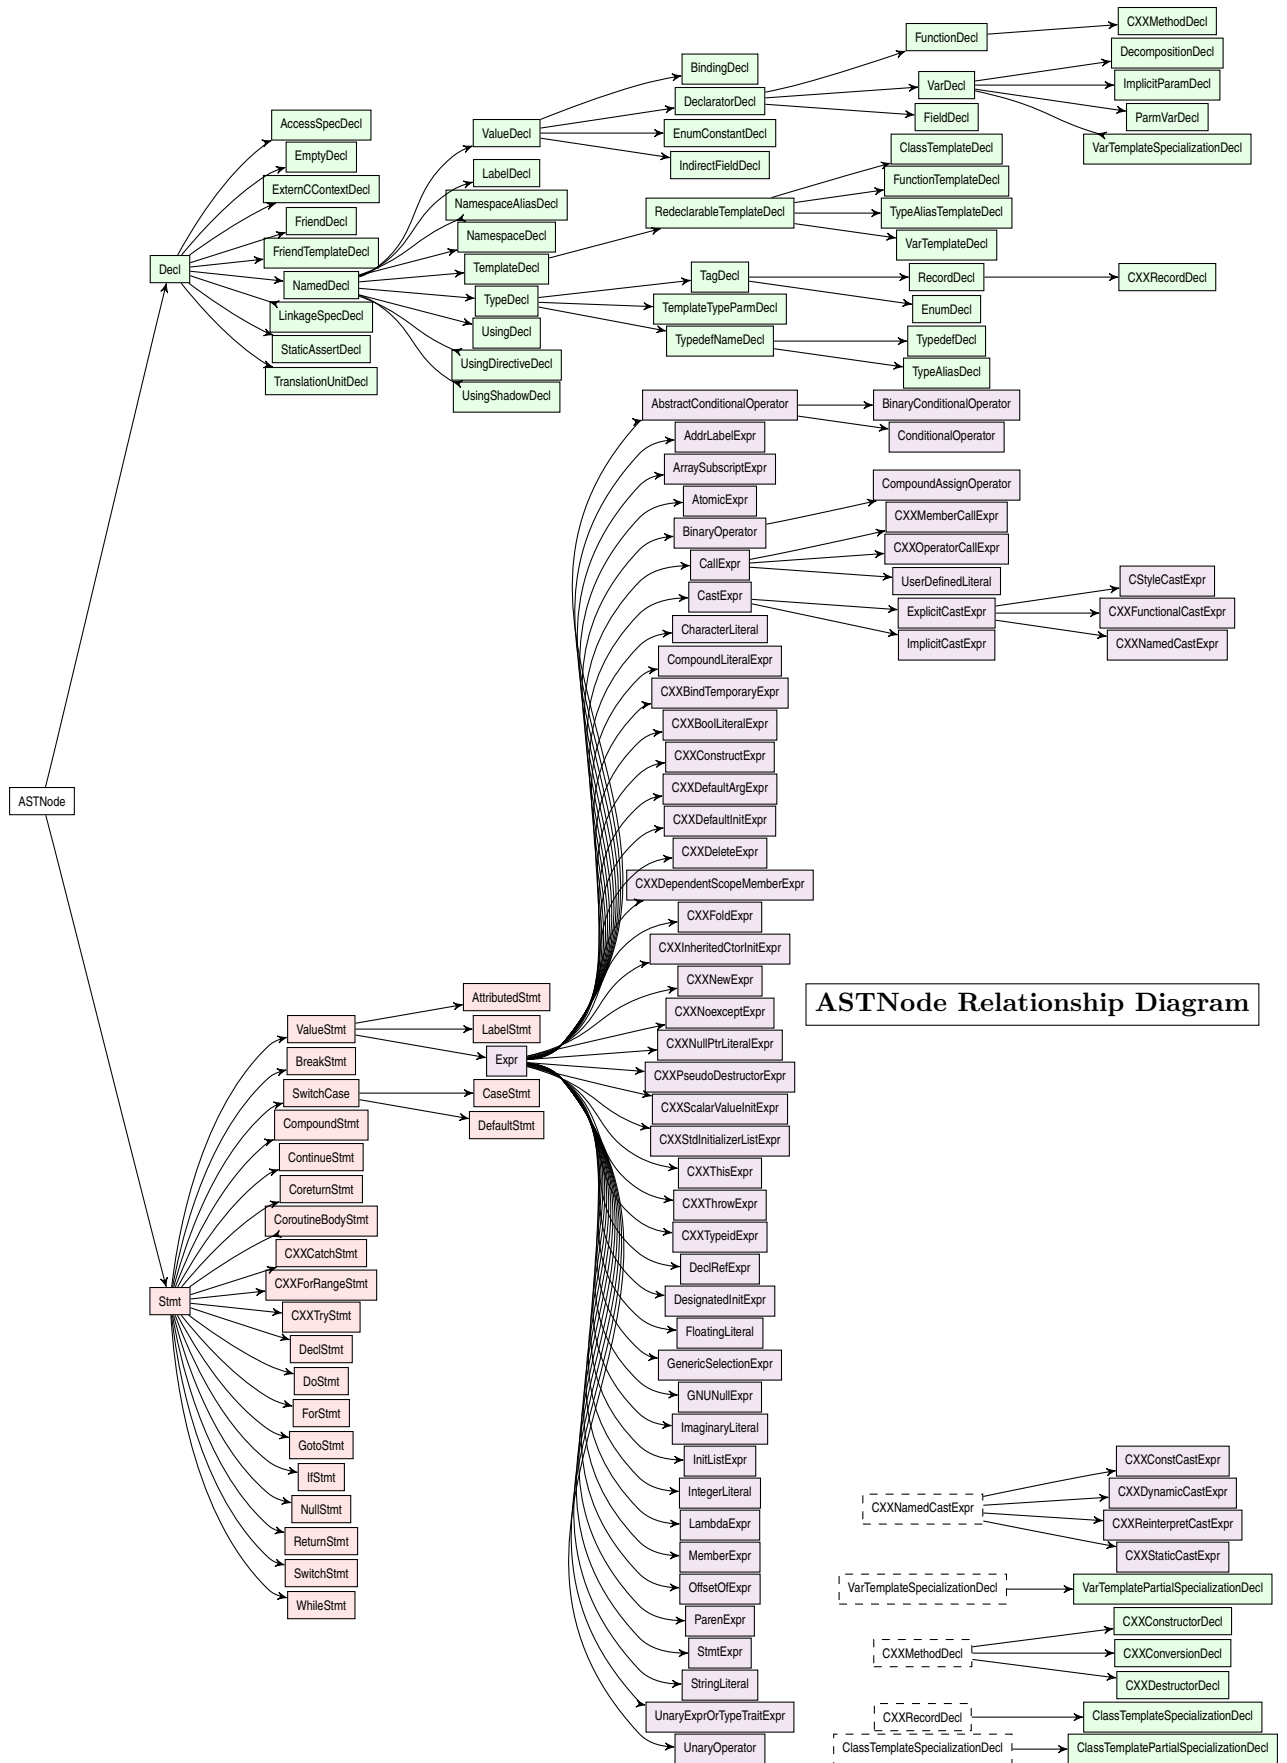 ASTNode
Decl
AccessSpecDecl
EmptyDecl
ExternCContextDecl
FriendDecl
FriendTemplateDecl
NamedDecl
LinkageSpecDecl
StaticAssertDecl
TranslationUnitDecl
ValueDecl
LabelDecl
NamespaceAliasDecl
NamespaceDecl
TemplateDecl
TypeDecl
UsingDecl
UsingDirectiveDecl
UsingShadowDecl
BindingDecl
DeclaratorDecl
EnumConstantDecl
IndirectFieldDecl
RedeclarableTemplateDecl
TagDecl
TemplateTypeParmDecl
TypedefNameDecl
FunctionDecl
VarDecl
FieldDecl
ClassTemplateDecl
FunctionTemplateDecl
TypeAliasTemplateDecl
VarTemplateDecl
RecordDecl
EnumDecl
TypedefDecl
TypeAliasDecl
CXXMethodDecl
DecompositionDecl
ImplicitParamDecl
ParmVarDecl
VarTemplateSpecializationDecl
CXXRecordDecl
Stmt
ValueStmt
BreakStmt
SwitchCase
CompoundStmt
ContinueStmt
CoreturnStmt
CoroutineBodyStmt
CXXCatchStmt
CXXForRangeStmt
CXXTryStmt
DeclStmt
DoStmt
ForStmt
GotoStmt
IfStmt
NullStmt
ReturnStmt
SwitchStmt
WhileStmt
AttributedStmt
LabelStmt
Expr
CaseStmt
DefaultStmt
AbstractConditionalOperator
AddrLabelExpr
ArraySubscriptExpr
AtomicExpr
BinaryOperator
CallExpr
CastExpr
CharacterLiteral
CompoundLiteralExpr
CXXBindTemporaryExpr
CXXBoolLiteralExpr
CXXConstructExpr
CXXDefaultArgExpr
CXXDefaultInitExpr
CXXDeleteExpr
CXXDependentScopeMemberExpr
CXXFoldExpr
CXXInheritedCtorInitExpr
CXXNewExpr
CXXNoexceptExpr
CXXNullPtrLiteralExpr
CXXPseudoDestructorExpr
CXXScalarValueInitExpr
CXXStdInitializerListExpr
CXXThisExpr
CXXThrowExpr
CXXTypeidExpr
DeclRefExpr
DesignatedInitExpr
FloatingLiteral
GenericSelectionExpr
GNUNullExpr
ImaginaryLiteral
InitListExpr
IntegerLiteral
LambdaExpr
MemberExpr
OffsetOfExpr
ParenExpr
StmtExpr
StringLiteral
UnaryExprOrTypeTraitExpr
UnaryOperator
BinaryConditionalOperator
ConditionalOperator
CompoundAssignOperator
CXXMemberCallExpr
CXXOperatorCallExpr
UserDefinedLiteral
ExplicitCastExpr
ImplicitCastExpr
CStyleCastExpr
CXXFunctionalCastExpr
CXXNamedCastExpr
ASTNode Relationship Diagram
CXXNamedCastExpr
CXXConstCastExpr
CXXDynamicCastExpr
CXXReinterpretCastExpr
CXXStaticCastExpr
VarTemplateSpecializationDecl
VarTemplatePartialSpecializationDecl
CXXMethodDecl
CXXConstructorDecl
CXXConversionDecl
CXXDestructorDecl
CXXRecordDecl
ClassTemplateSpecializationDecl
ClassTemplateSpecializationDecl
ClassTemplatePartialSpecializationDecl